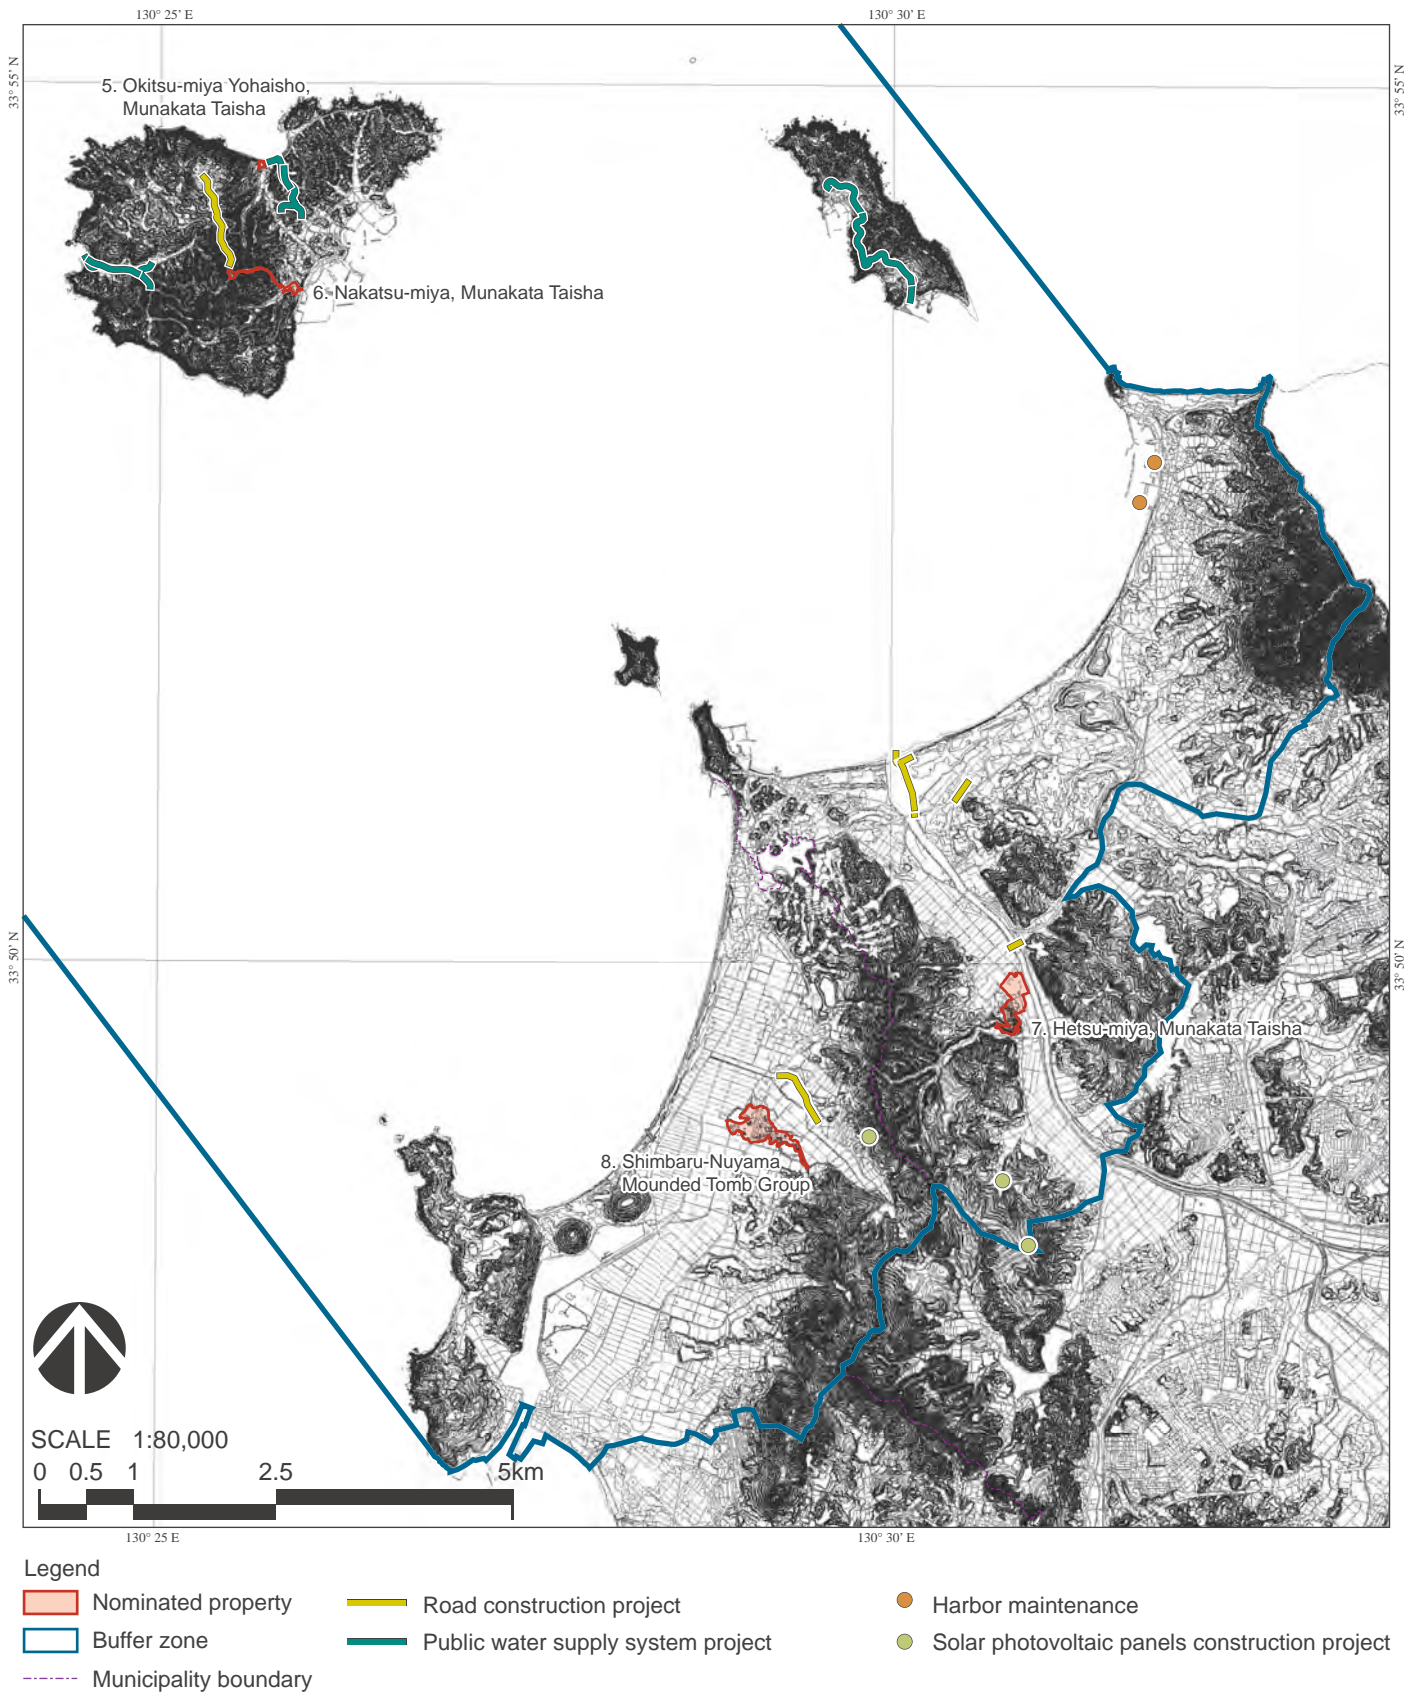 130° 25’ E
130° 30’ E
33° 55’ N
33° 55’ N
5. Okitsu-miya Yohaisho,
Munakata Taisha
6. Nakatsu-miya, Munakata Taisha
33° 50’ N
33° 50’ N
7. Hetsu-miya, Munakata Taisha
8. Shimbaru-Nuyama
Mounded Tomb Group
SCALE 1:80,000
0 0.5 1 2.5 5km
130° 25 E
130° 30’ E
Legend
Nominated property
Road construction project
Harbor maintenance
Buffer zone
Public water supply system project
Solar photovoltaic panels construction project
Municipality boundary